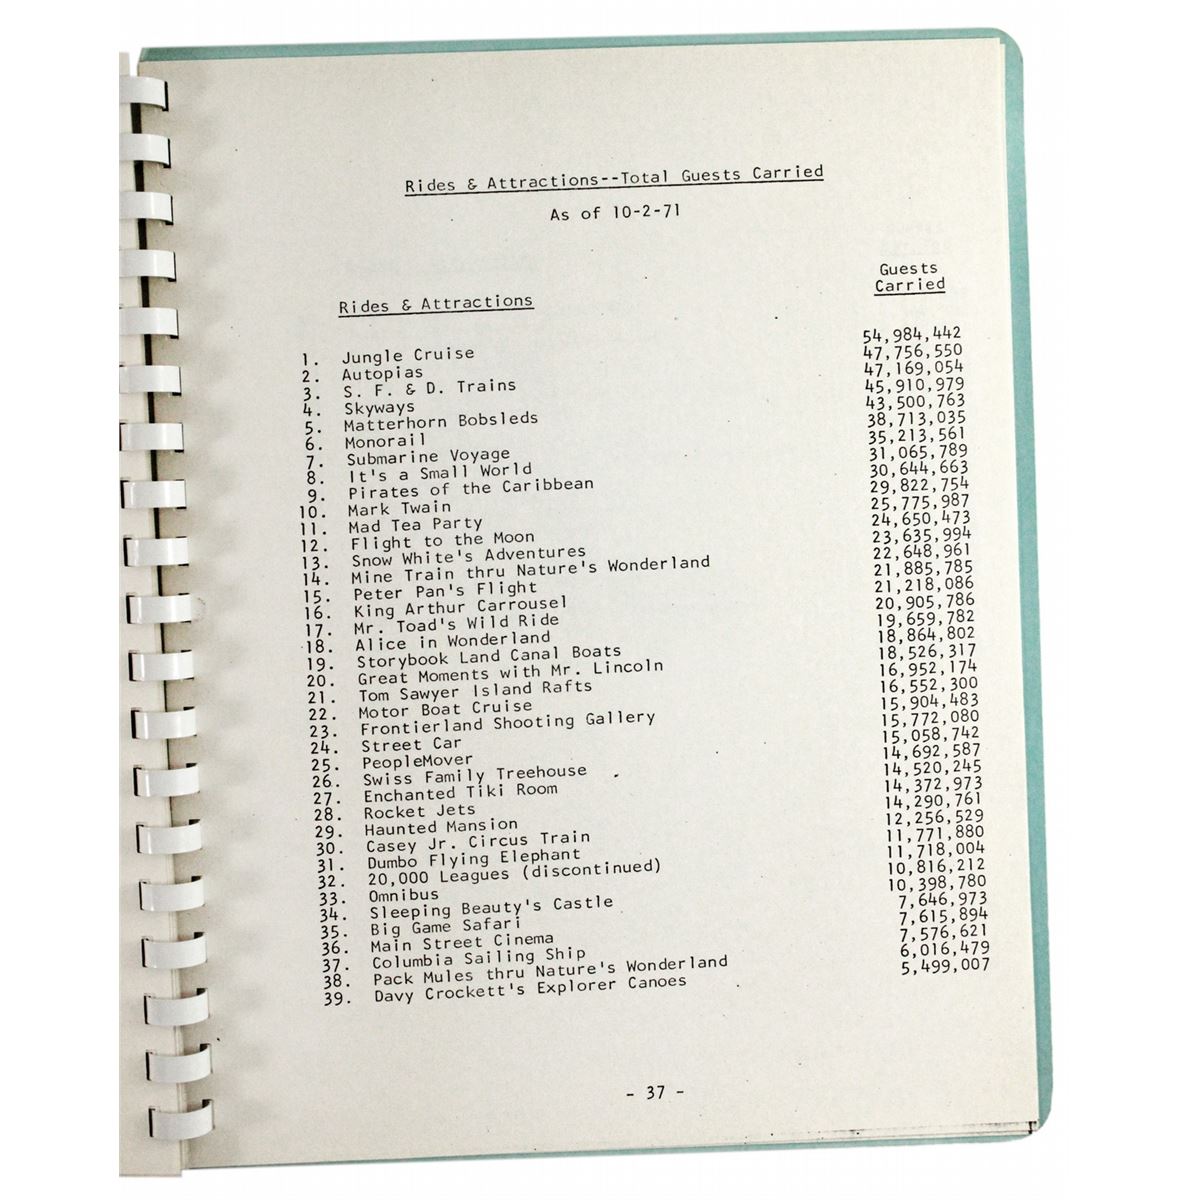 Rides & Attractions--Total Guests Carried
As of 10-2-71
Guests
Rides & Attractions Carried
1. Jungle Cruise 54,984,442
2. Autopias 47,756,550
3. S. F. & D. Trains 47,169,054
4. Skyways 45,910,979
5. Matterhorn Bobsleds 43,500,763
6. Monorail 38,713,035
7. Submarine Voyage 35,213,561
8. It's a Small World 31,065,789
9. Pirates of the Caribbean 30,644,663
10. Mark Twain 29,822,754
11. Mad Tea Party 25,775,987
12. Flight to the Moon 24,650,473
13. Snow White's Adventures 23,635,994
14. Mine Train thru Nature's Wonderland 22,648,961
15. Peter Pan's Flight 21,885,785
16. King Arthur Carrousel 21,218,086
17. Mr. Toad's Wild Ride 20,905,786
18. Alice in Wonderland 19,659,782
19. Storybook Land Canal Boats 18,864,802
20. Great Moments with Mr. Lincoln 18,526,317
21. Tom Sawyer Island Rafts 16,952,174
22. Motor Boat Cruise 16,552,300
23. Frontierland Shooting Gallery 15,904,483
24. Street Car 15,772,080
25. PeopleMover 15,058,742
26. Swiss Family Treehouse 14,692,587
27. Enchanted Tiki Room 14,520,245
28. Rocket Jets 14,372,973
29. Haunted Mansion 14,290,761
30. Casey Jr. Circus Train 12,256,529
31. Dumbo Flying Elephant 11,771,880
32. 20,000 Leagues (discontinued) 11,718,004
33. Omnibus 10,816,212
34. Sleeping Beauty's Castle 10,398,780
35. Big Game Safari 7,646,973
36. Main Street Cinema 7,615,894
37. Columbia Sailing Ship 7,576,621
38. Pack Mules thru Nature's Wonderland 6,016,479
39. Davy Crockett's Explorer Canoes 5,499,007
- 37 -